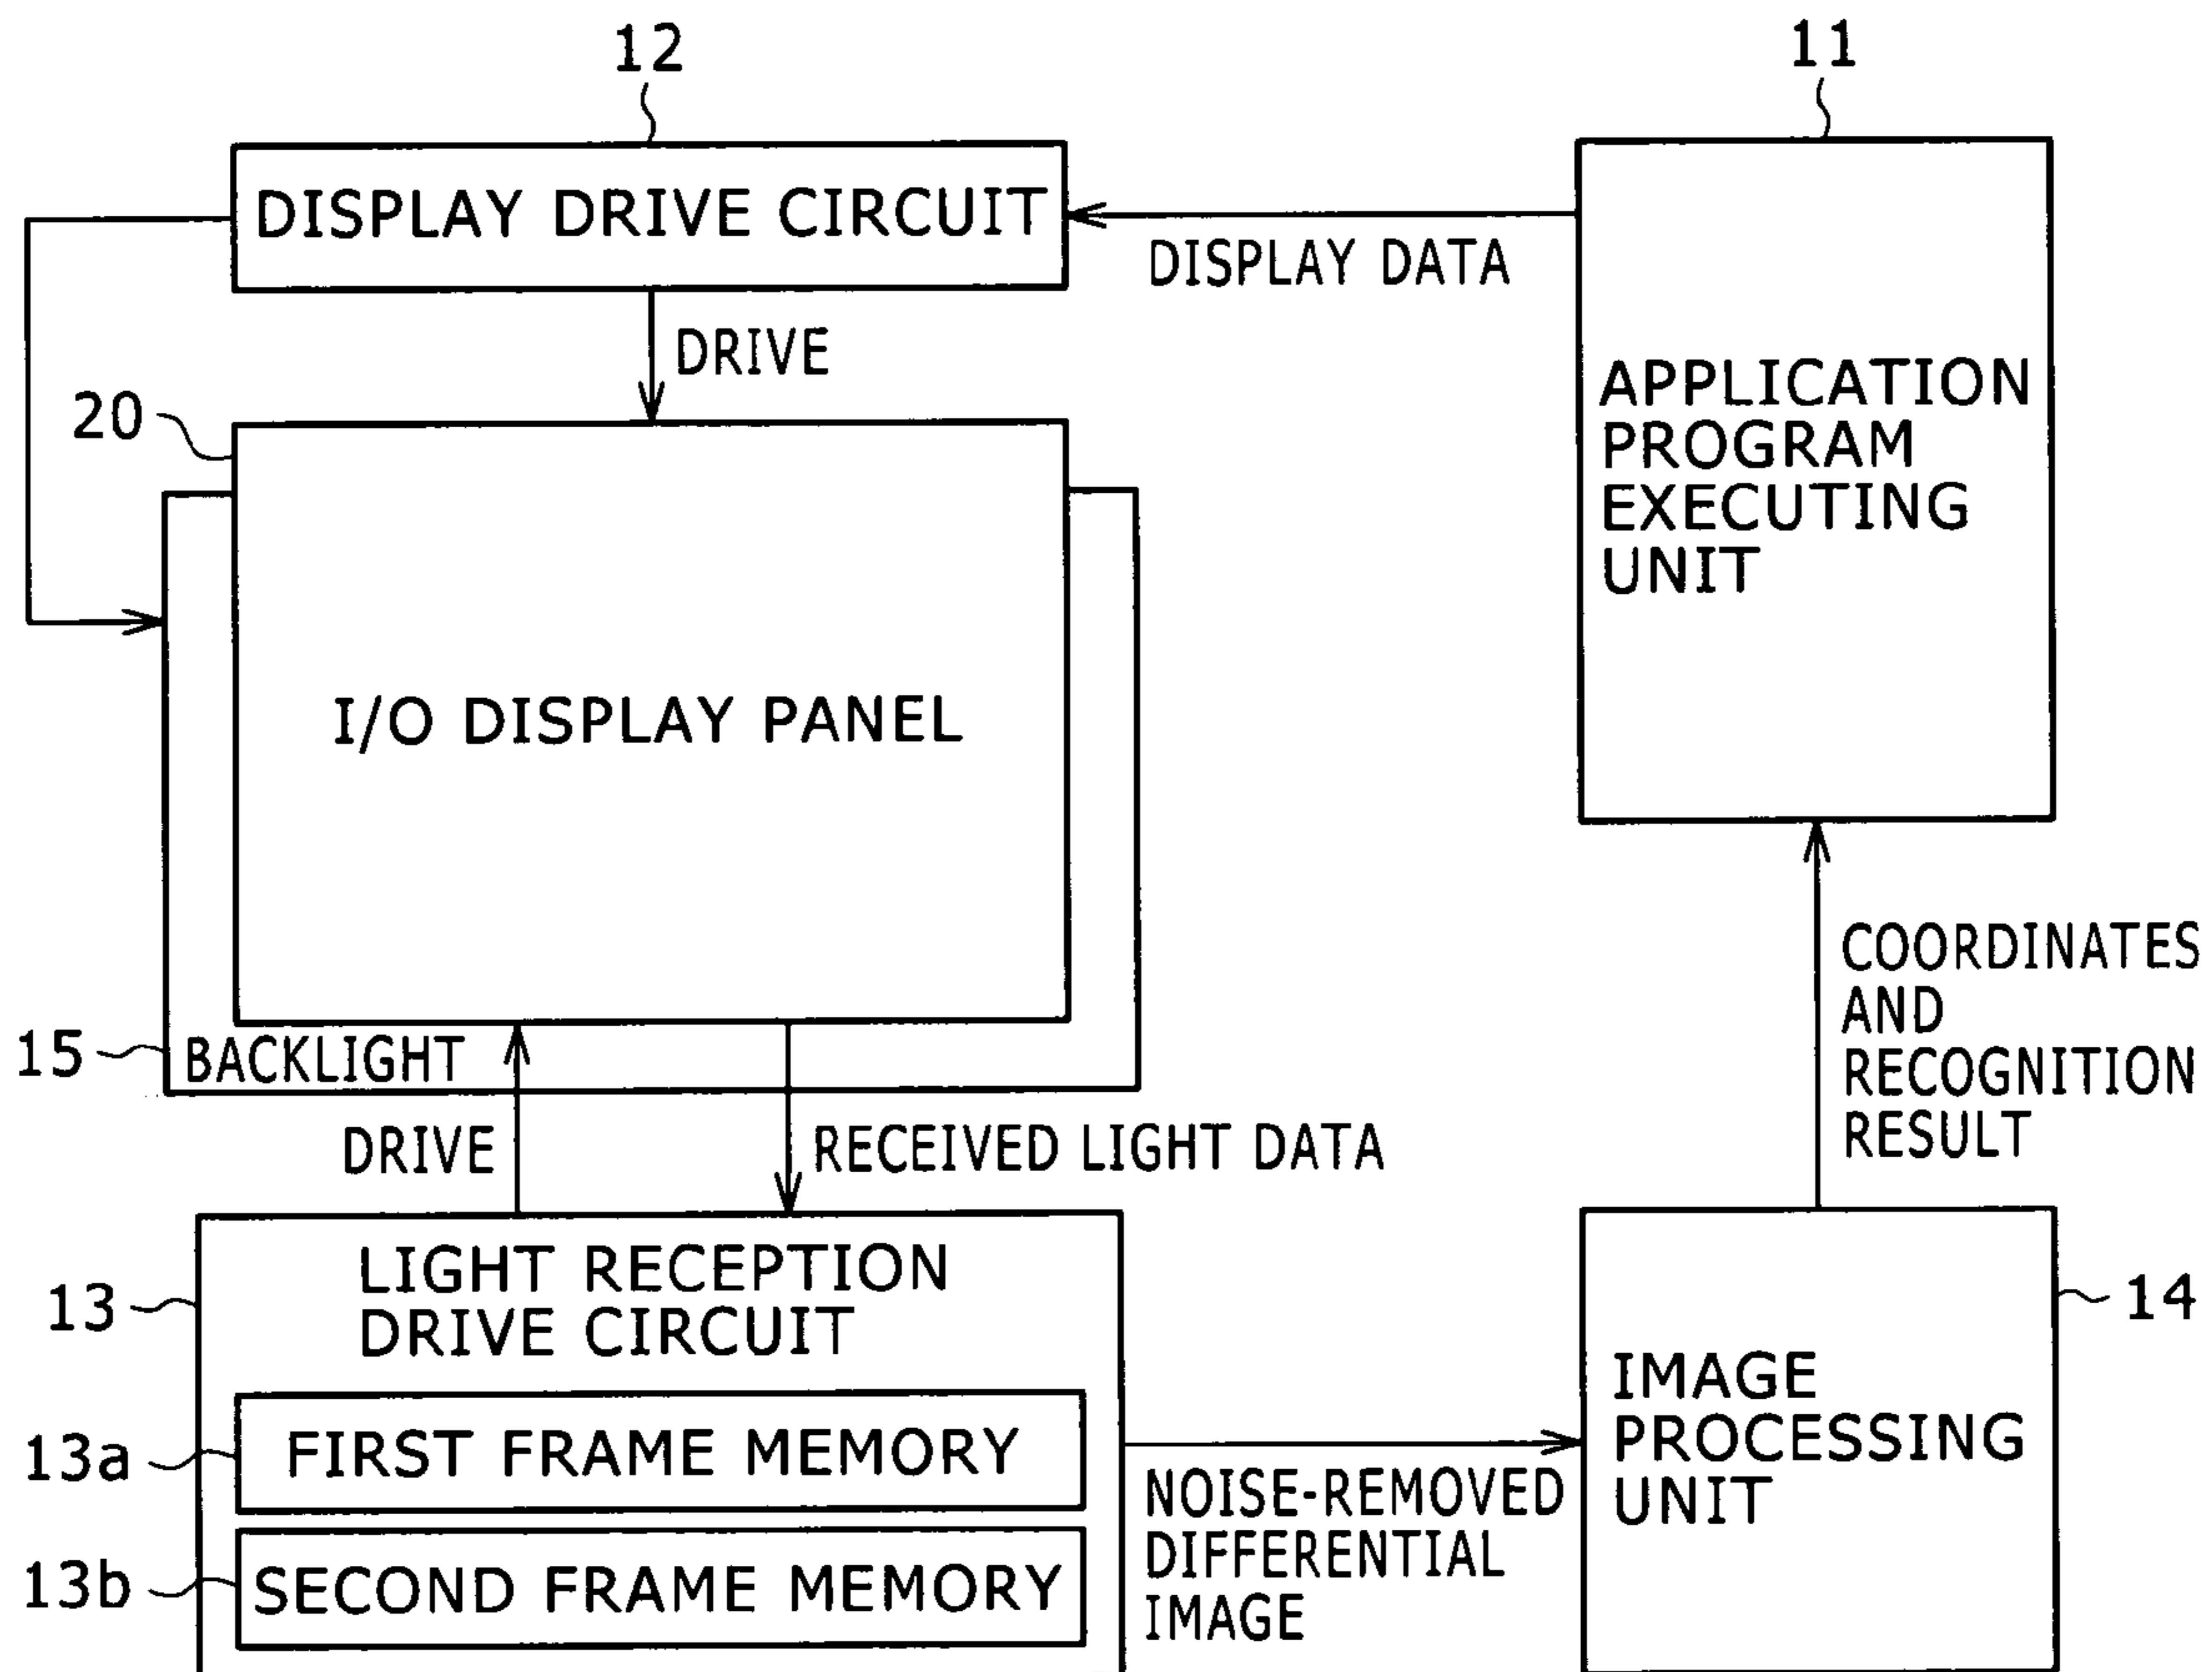 12
11
DISPLAY DRIVE CIRCUIT
DISPLAY DATA
DRIVE
20
APPLICATION
PROGRAM
EXECUTING
UNIT
I/O DISPLAY PANEL
15
BACKLIGHT
COORDINATES
AND
RECOGNITION
RESULT
DRIVE
RECEIVED LIGHT DATA
13
LIGHT RECEPTION
DRIVE CIRCUIT
14
IMAGE
PROCESSING
UNIT
13a
FIRST FRAME MEMORY
NOISE-REMOVED
DIFFERENTIAL
IMAGE
13b
SECOND FRAME MEMORY